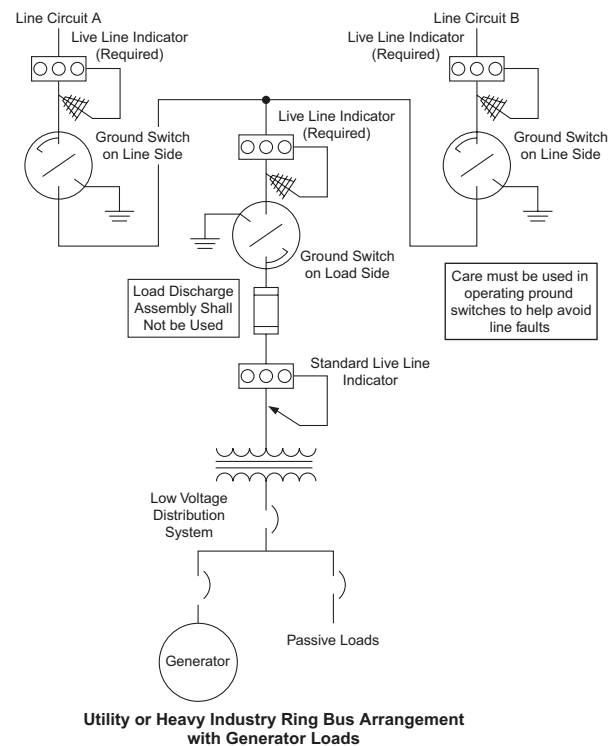 Line Circuit A
Live Line Indicator
(Required)
Line Circuit B
Live Line Indicator
(Required)
Live Line Indicator
(Required)
Ground Switch
on Line Side
Ground Switch
on Line Side
Ground Switch
on Load Side
Load Discharge
Assembly Shall
Not be Used
Care must be used in
operating pround
switches to help avoid
line faults
Standard Live Line
Indicator
Low Voltage
Distribution
System
Generator
Passive Loads
Utility or Heavy Industry Ring Bus Arrangement
with Generator Loads